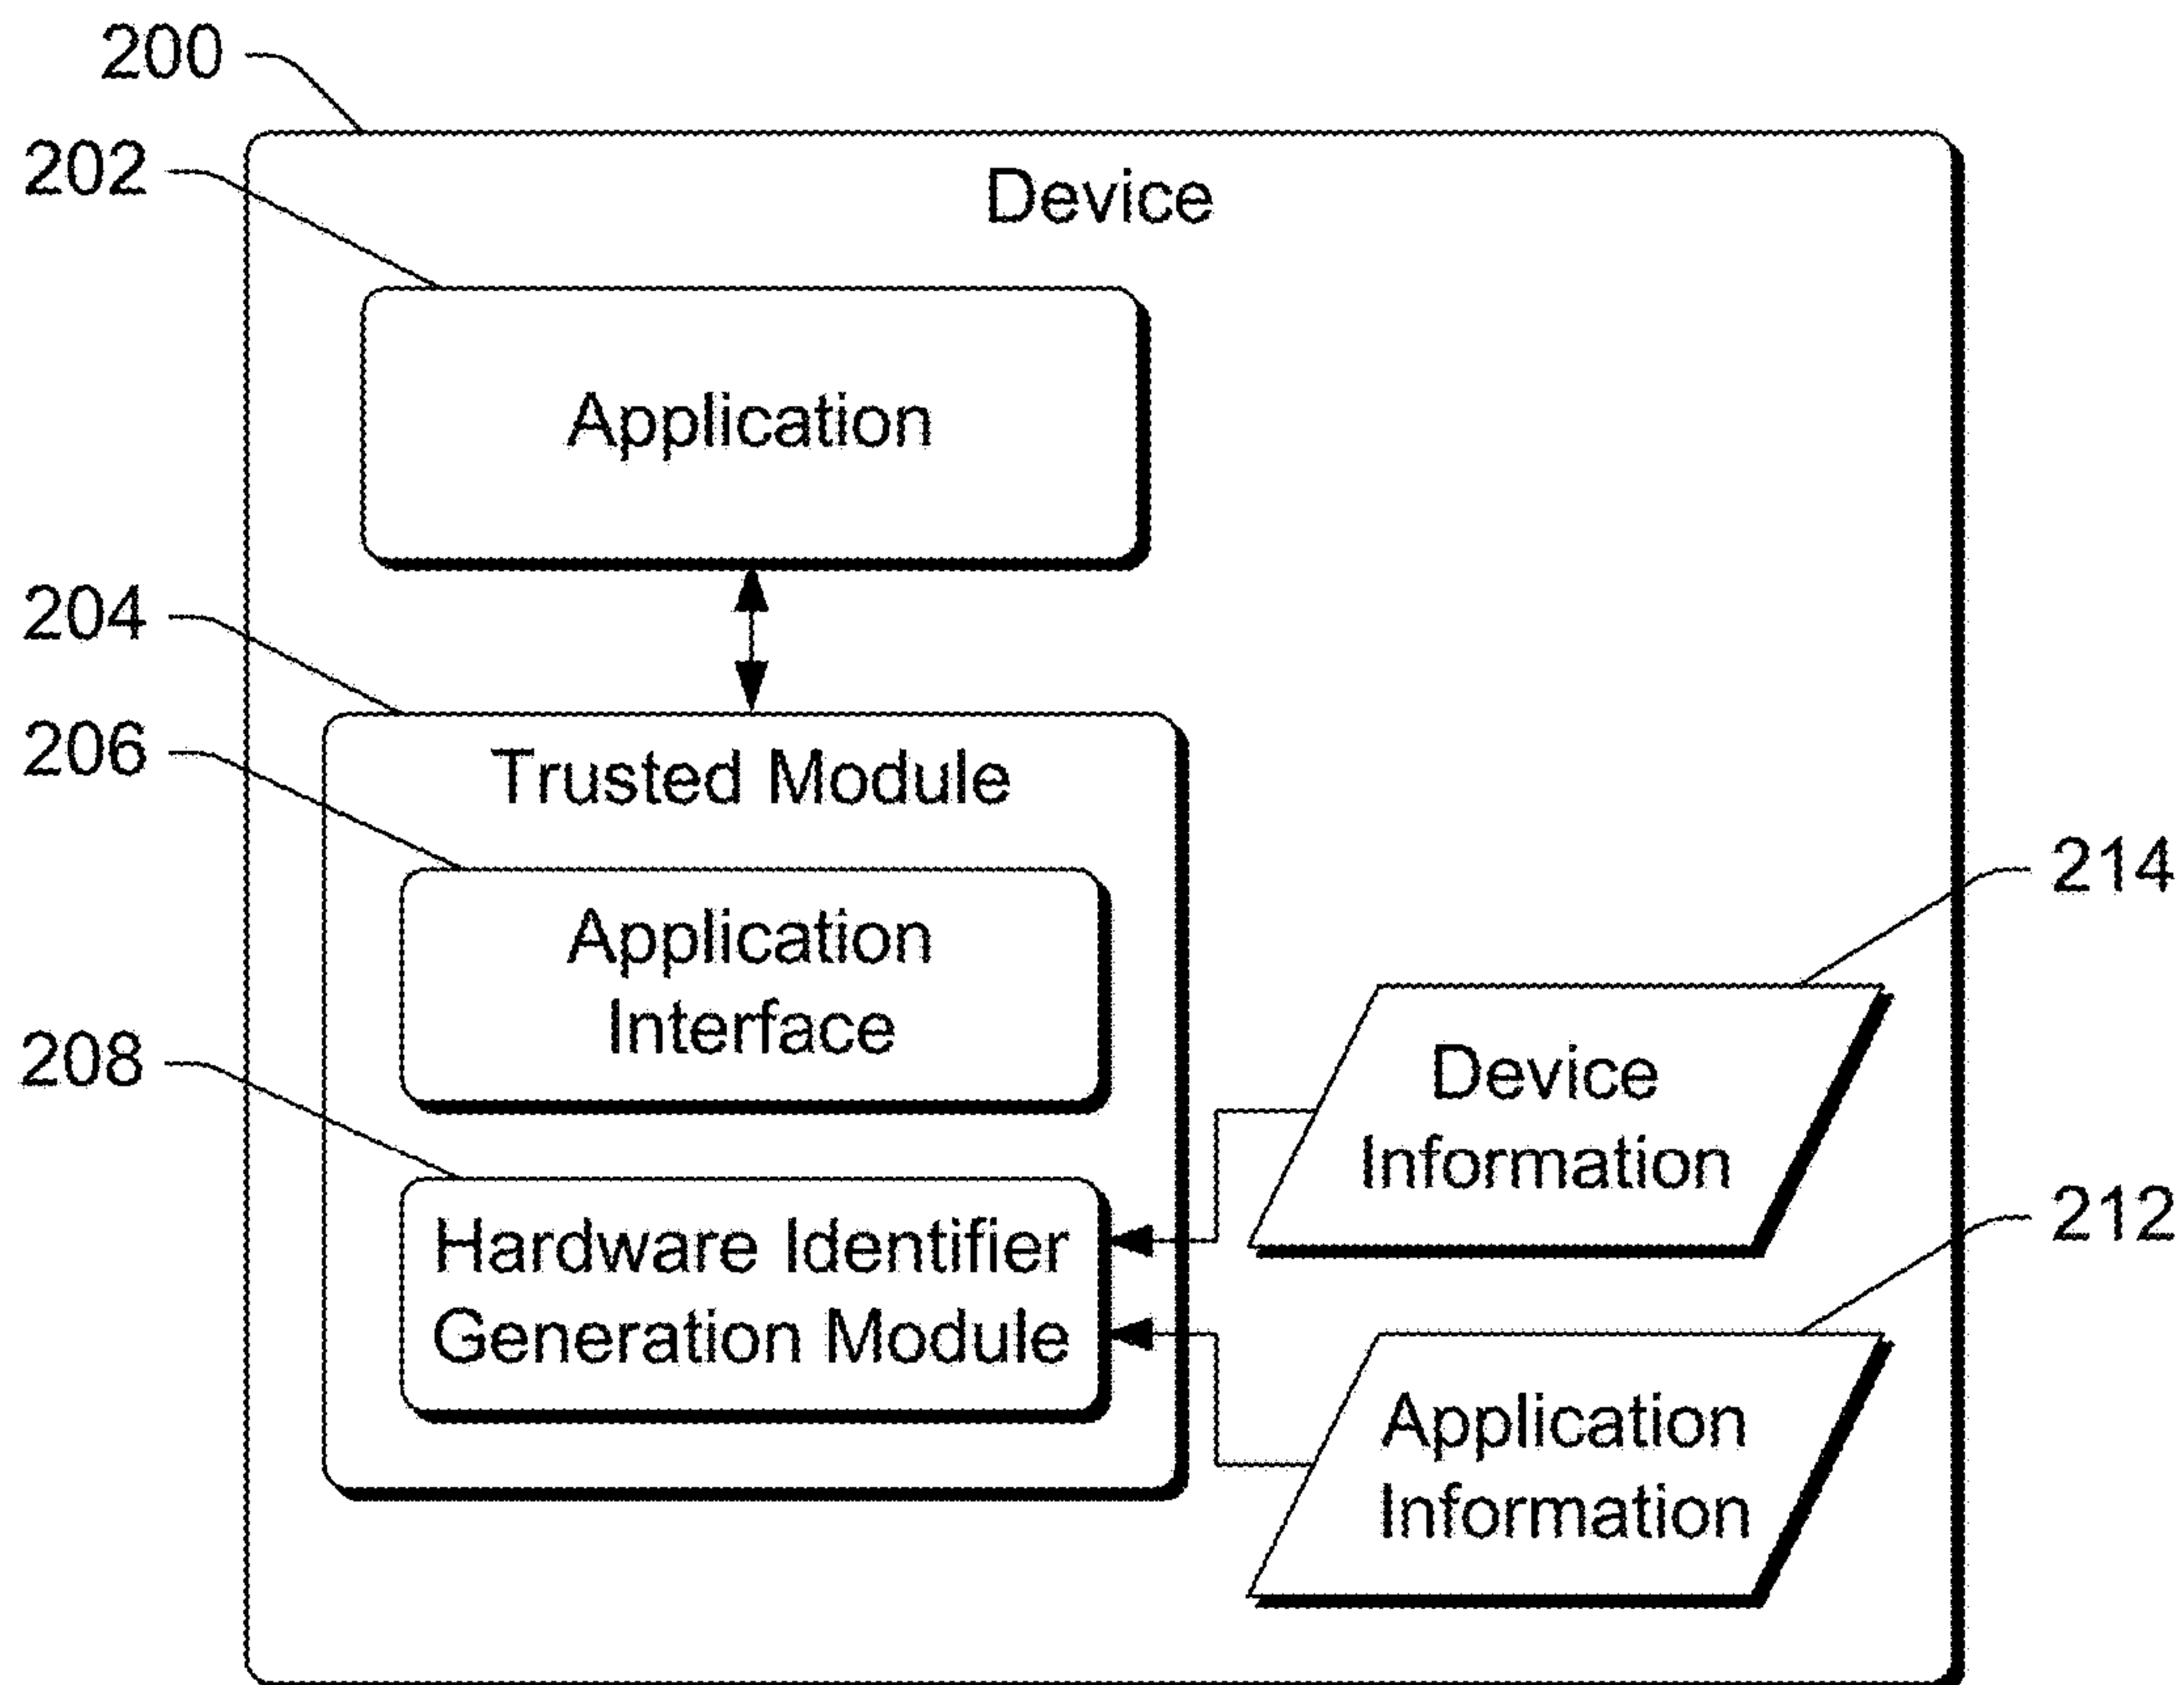 200
202
Device
Application
204
206
Trusted Module
Application
Interface
214
208
Device
Information
Hardware Identifier
Generation Module
212
Application
Information